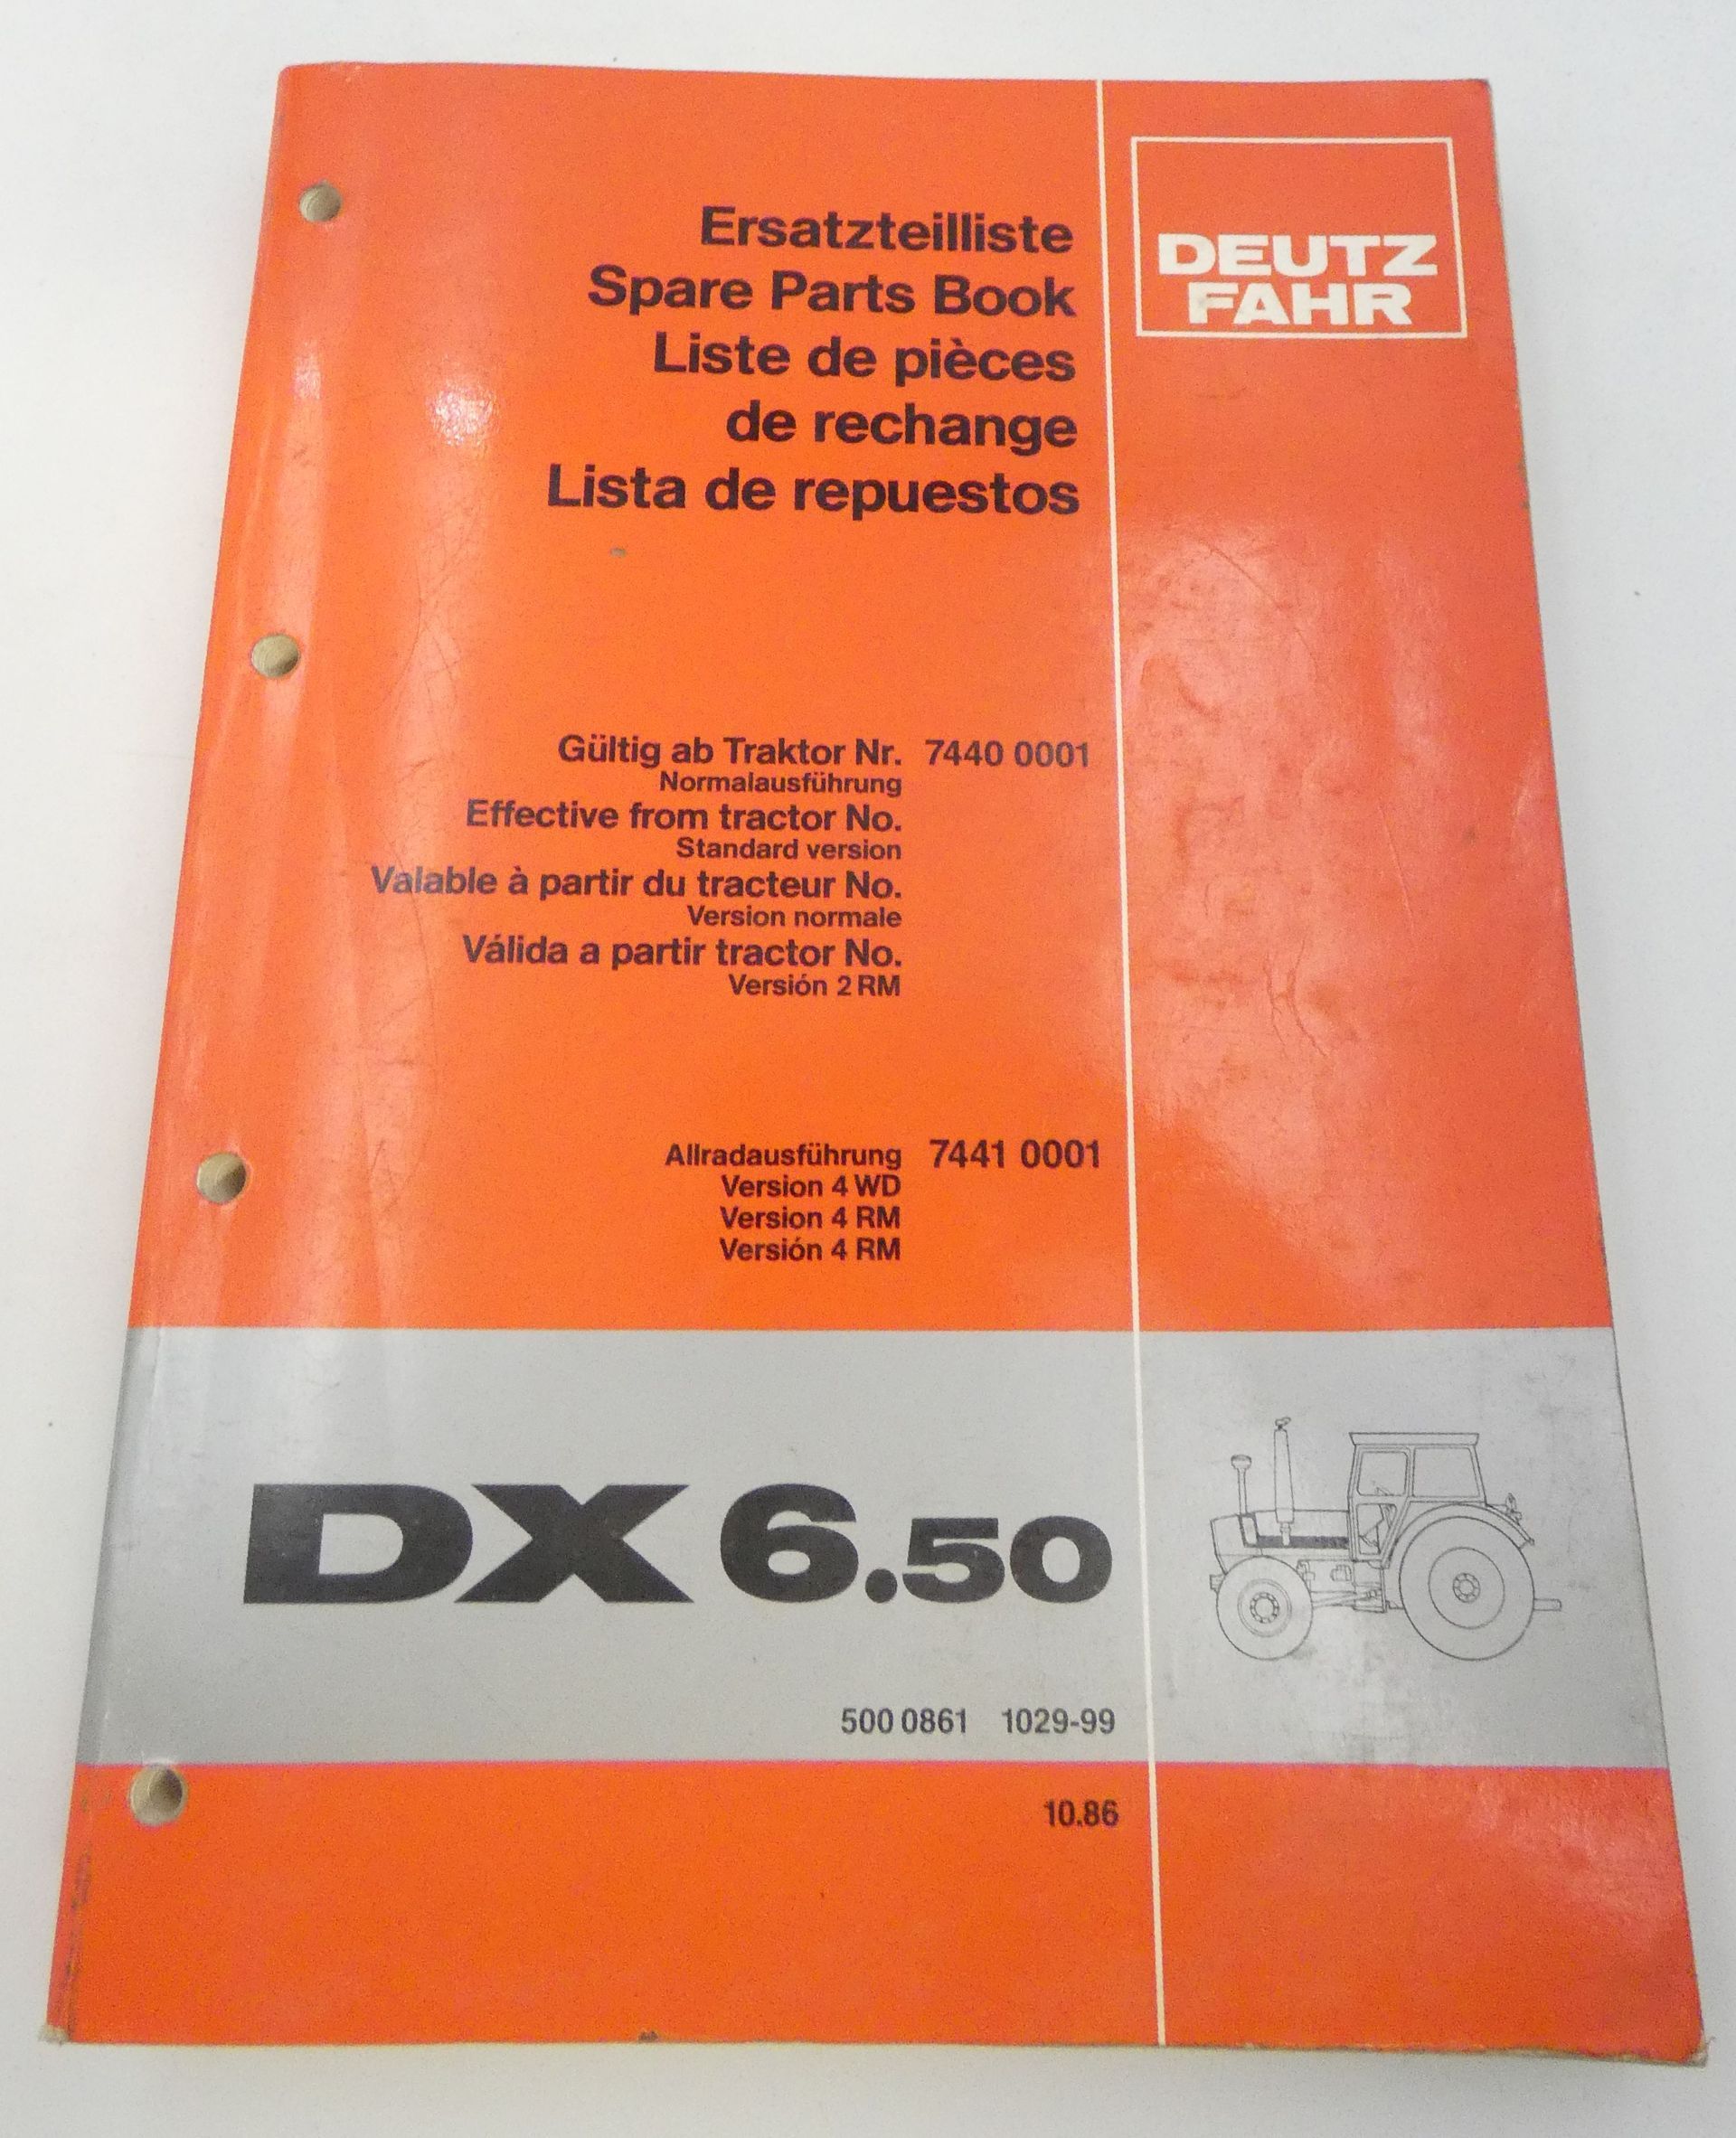 Ersatzteilliste
Spare Parts Book
Liste de pièces
de rechange
Lista de repuestos
DEUTZ
FAHR
Gültig ab Traktor Nr. 7440 0001
Normalausführung
Effective from tractor No.
Standard version
Valable à partir du tracteur No.
Version normale
Válida a partir tractor No.
Versión 2 RM
Allradausführung 7441 0001
Version 4 WD
Version 4 RM
Versión 4 RM
DX 6.50
500 0861 1029-99
10.86